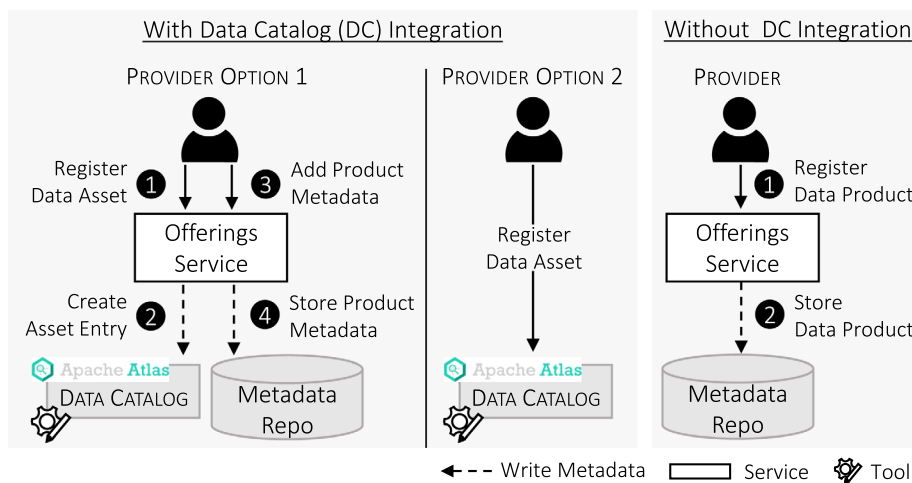 With Data Catalog (DC) Integration
Without DC Integration
PROVIDER OPTION 1
PROVIDER OPTION 2
PROVIDER
Register
Data Asset
1
3
Add Product
Metadata
Offerings
Service
Create
Asset Entry
2
4
Store Product
Metadata
Apache Atlas
DATA CATALOG
Metadata
Repo
Register
Data Asset
Apache Atlas
DATA CATALOG
1
Register
Data Product
Offerings
Service
2
Store
Data Product
Metadata
Repo
Write Metadata
Service
Tool